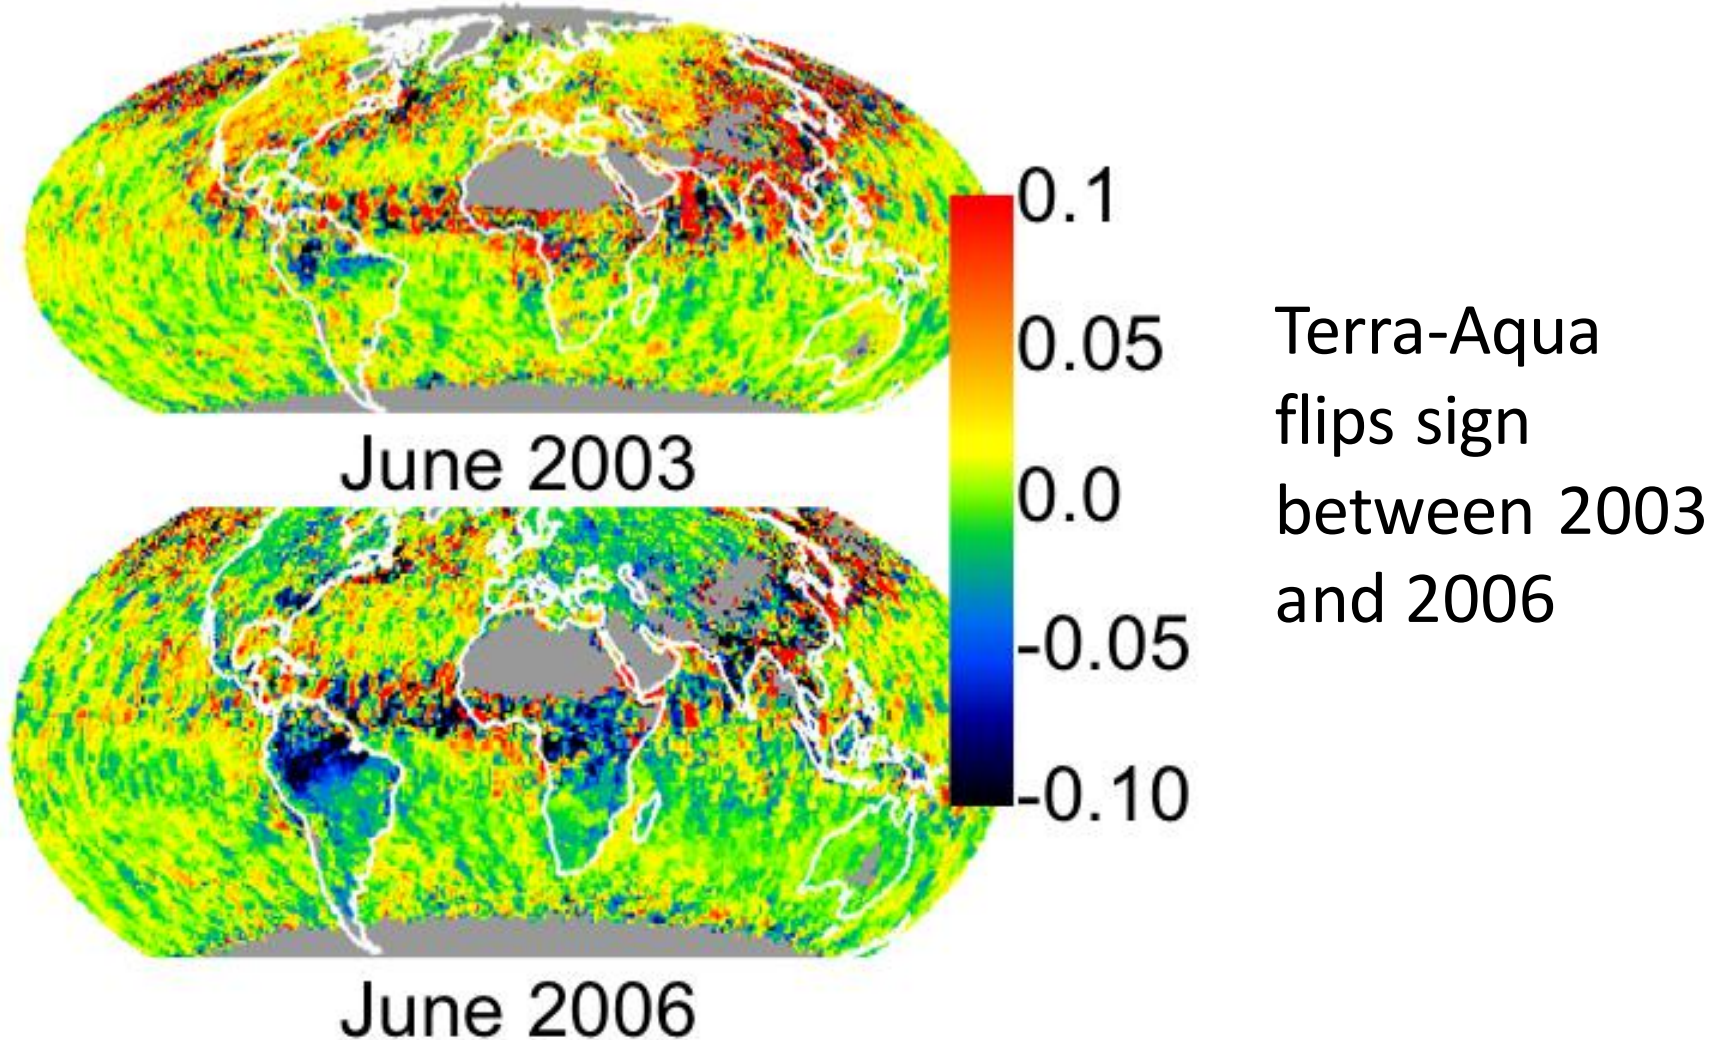 June 2003
June 2006
0.1
0.05
0.0
-0.05
-0.10
Terra-Aqua
flips sign
between 2003
and 2006